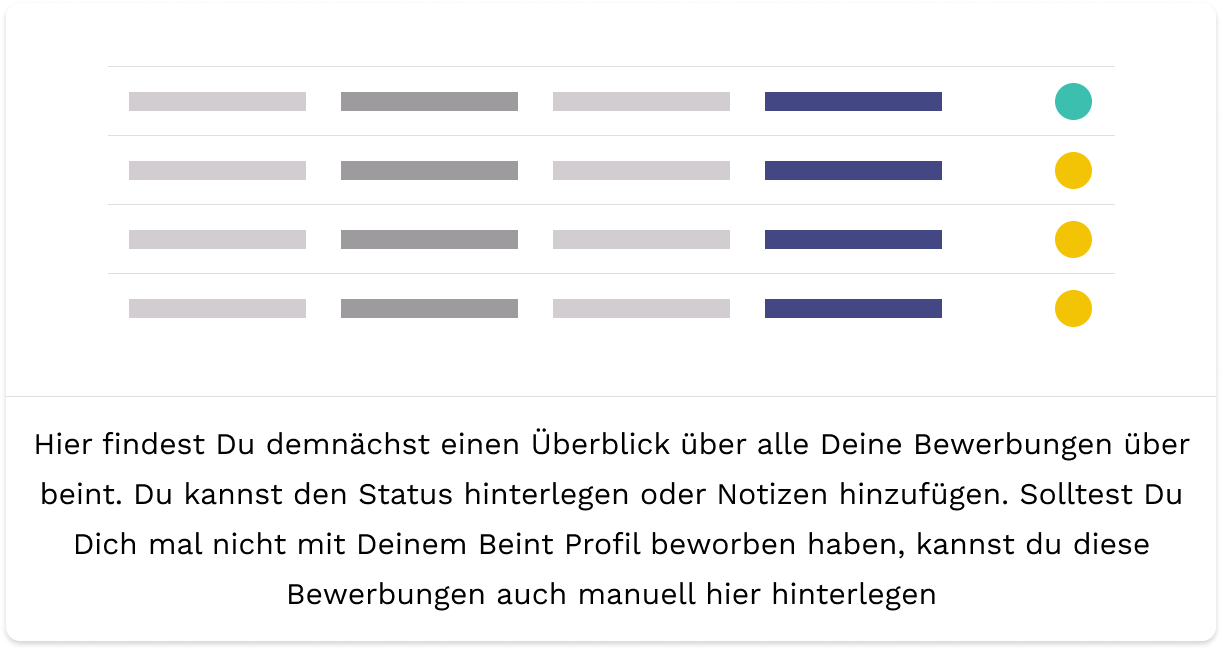 Hier findest Du demnächst einen Überblick über alle Deine Bewerbungen über
beint. Du kannst den Status hinterlegen oder Notizen hinzufügen. Solltest Du
Dich mal nicht mit Deinem Beint Profil beworben haben, kannst du diese
Bewerbungen auch manuell hier hinterlegen